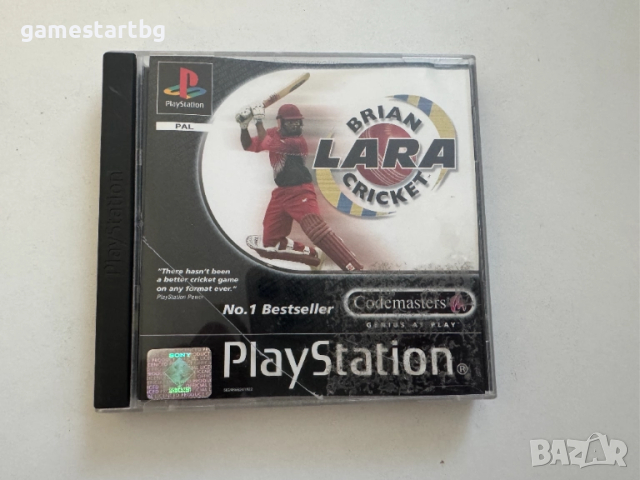 gamestartbg
PlayStation
PAL
BRIAN
LARA
CRICKET
PlayStation
"There hasn't been
a better cricket game
on any format ever."
PlayStation Power
No.1 Bestseller
Codemasters
GENIUS AT PLAY
SONY
PlayStation®
BAZAR